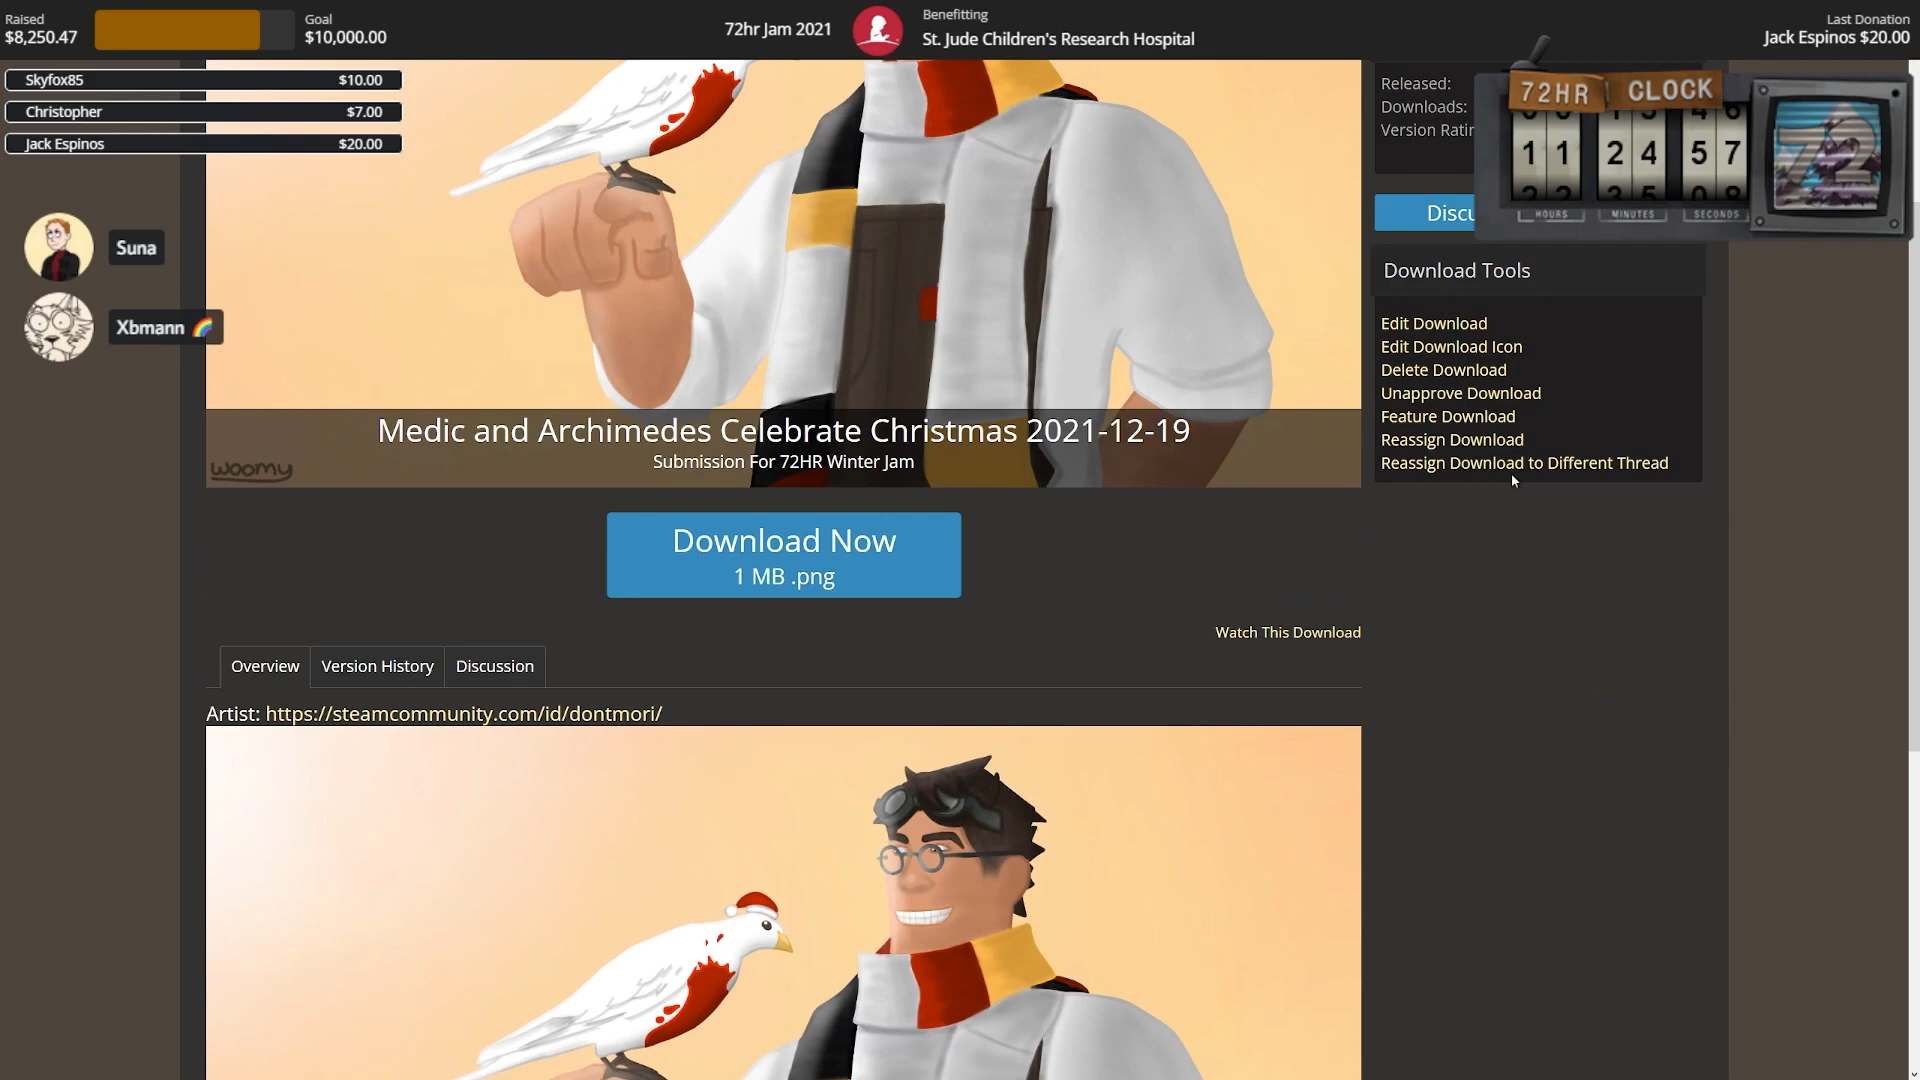 Raised
$8,250.47
Goal
$10,000.00
72hr Jam 2021
Benefitting
St. Jude Children's Research Hospital
Last Donation
Jack Espinos $20.00
Skyfox85 $10.00
Christopher $7.00
Jack Espinos $20.00
Suna
Xbmann 🌈
Released:
Downloads:
Version Ratin
72HR CLOCK
11 24 57
HOURS MINUTES SECONDS
72
Discu
Download Tools
Edit Download
Edit Download Icon
Delete Download
Unapprove Download
Feature Download
Reassign Download
Reassign Download to Different Thread
Medic and Archimedes Celebrate Christmas 2021-12-19
Submission For 72HR Winter Jam
woomy
Download Now
1 MB .png
Watch This Download
Overview
Version History
Discussion
Artist: https://steamcommunity.com/id/dontmori/